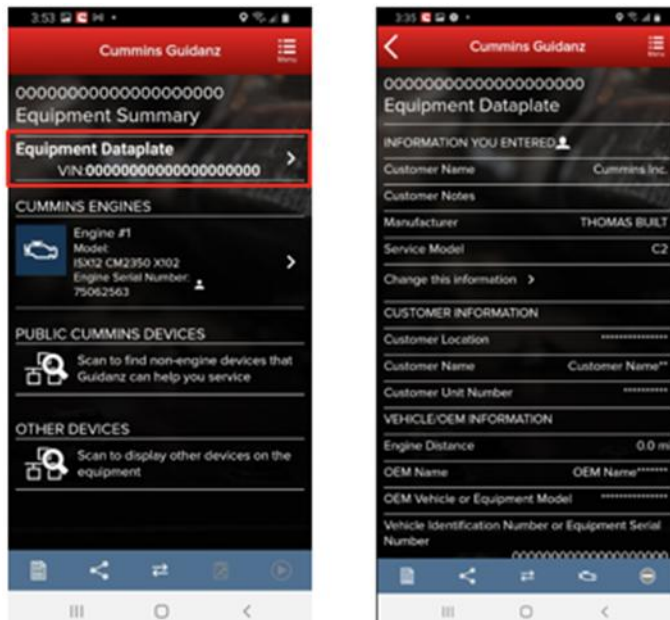 3:53
Cummins Guidanz
Menu
00000000000000000000
Equipment Summary
Equipment Dataplate
VIN:00000000000000000000
CUMMINS ENGINES
Engine #1
Model:
ISX12 CM2350 X102
Engine Serial Number:
75062563
PUBLIC CUMMINS DEVICES
Scan to find non-engine devices that
Guidanz can help you service
OTHER DEVICES
Scan to display other devices on the
equipment
3:35
Cummins Guidanz
Menu
00000000000000000000
Equipment Dataplate
INFORMATION YOU ENTERED
Customer Name Cummins Inc.
Customer Notes
Manufacturer THOMAS BUILT
Service Model C2
Change this information >
CUSTOMER INFORMATION
Customer Location **************
Customer Name Customer Name**
Customer Unit Number **********
VEHICLE/OEM INFORMATION
Engine Distance 0.0 mi
OEM Name OEM Name*******
OEM Vehicle or Equipment Model **************
Vehicle Identification Number or Equipment Serial
Number
00000000000000000000